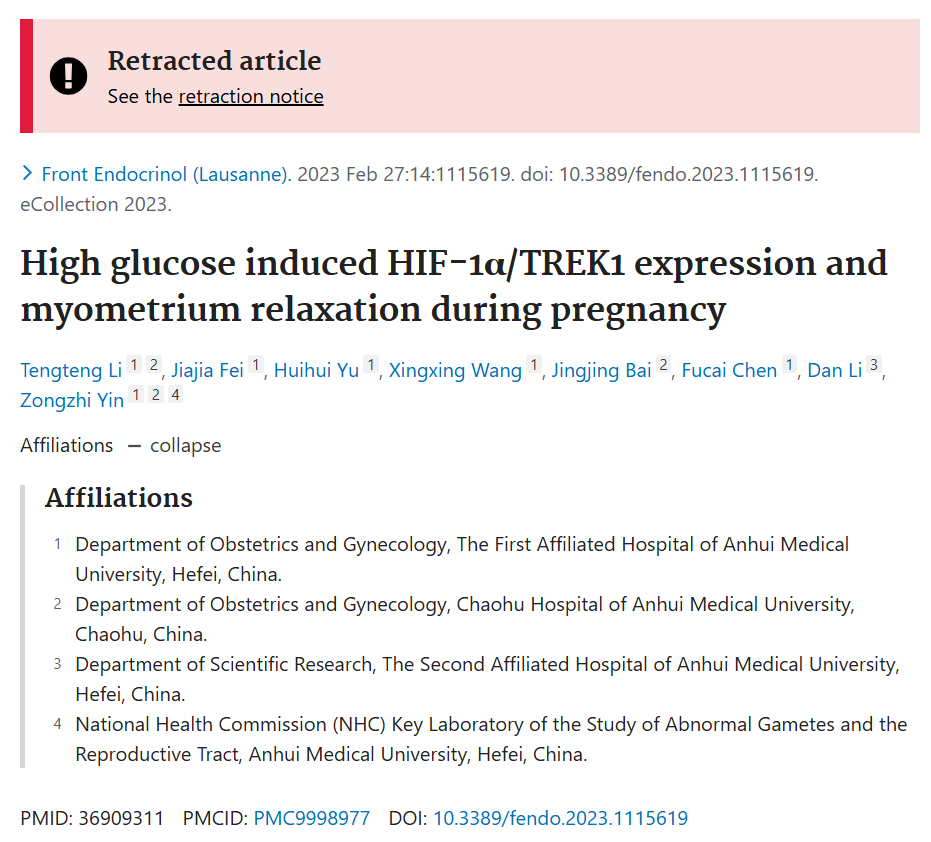 Retracted article
See the retraction notice
Front Endocrinol (Lausanne). 2023 Feb 27:14:1115619. doi: 10.3389/fendo.2023.1115619.
eCollection 2023.
High glucose induced HIF-1α/TREK1 expression and
myometrium relaxation during pregnancy
Tengteng Li 1 2, Jiajia Fei 1, Huihui Yu 1, Xingxing Wang 1, Jingjing Bai 2, Fucai Chen 1, Dan Li 3,
Zongzhi Yin 1 2 4
Affiliations — collapse
Affiliations
1 Department of Obstetrics and Gynecology, The First Affiliated Hospital of Anhui Medical
University, Hefei, China.
2 Department of Obstetrics and Gynecology, Chaohu Hospital of Anhui Medical University,
Chaohu, China.
3 Department of Scientific Research, The Second Affiliated Hospital of Anhui Medical University,
Hefei, China.
4 National Health Commission (NHC) Key Laboratory of the Study of Abnormal Gametes and the
Reproductive Tract, Anhui Medical University, Hefei, China.
PMID: 36909311 PMCID: PMC9998977 DOI: 10.3389/fendo.2023.1115619